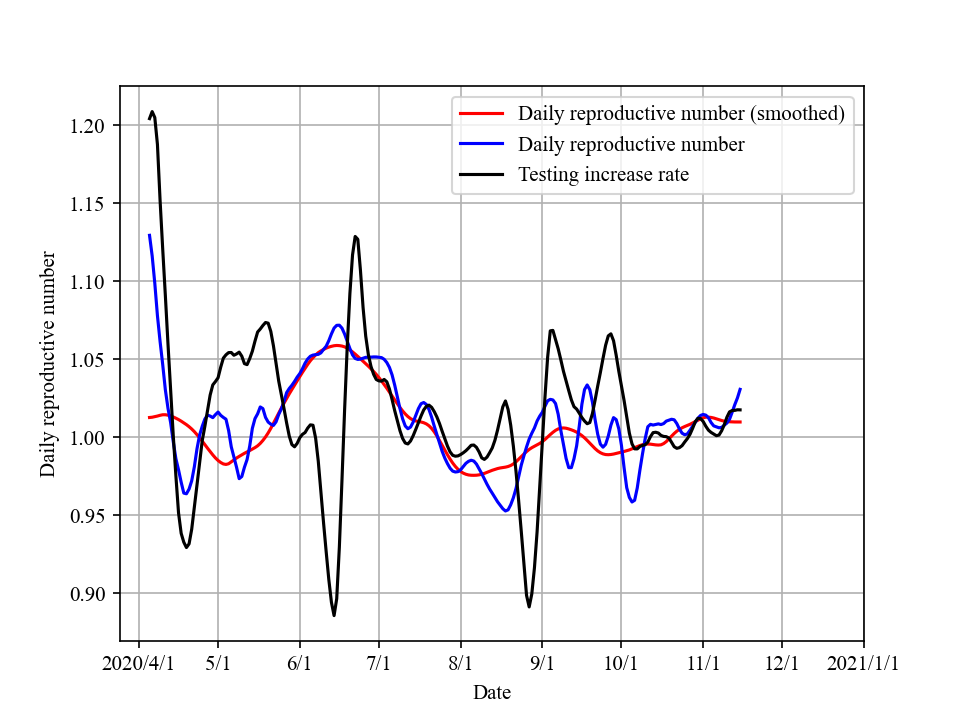 Daily reproductive number (smoothed)
Daily reproductive number
Testing increase rate
1.20
1.15
1.10
1.05
1.00
0.95
0.90
Daily reproductive number
2020/4/1 5/1 6/1 7/1 8/1 9/1 10/1 11/1 12/1 2021/1/1
Date